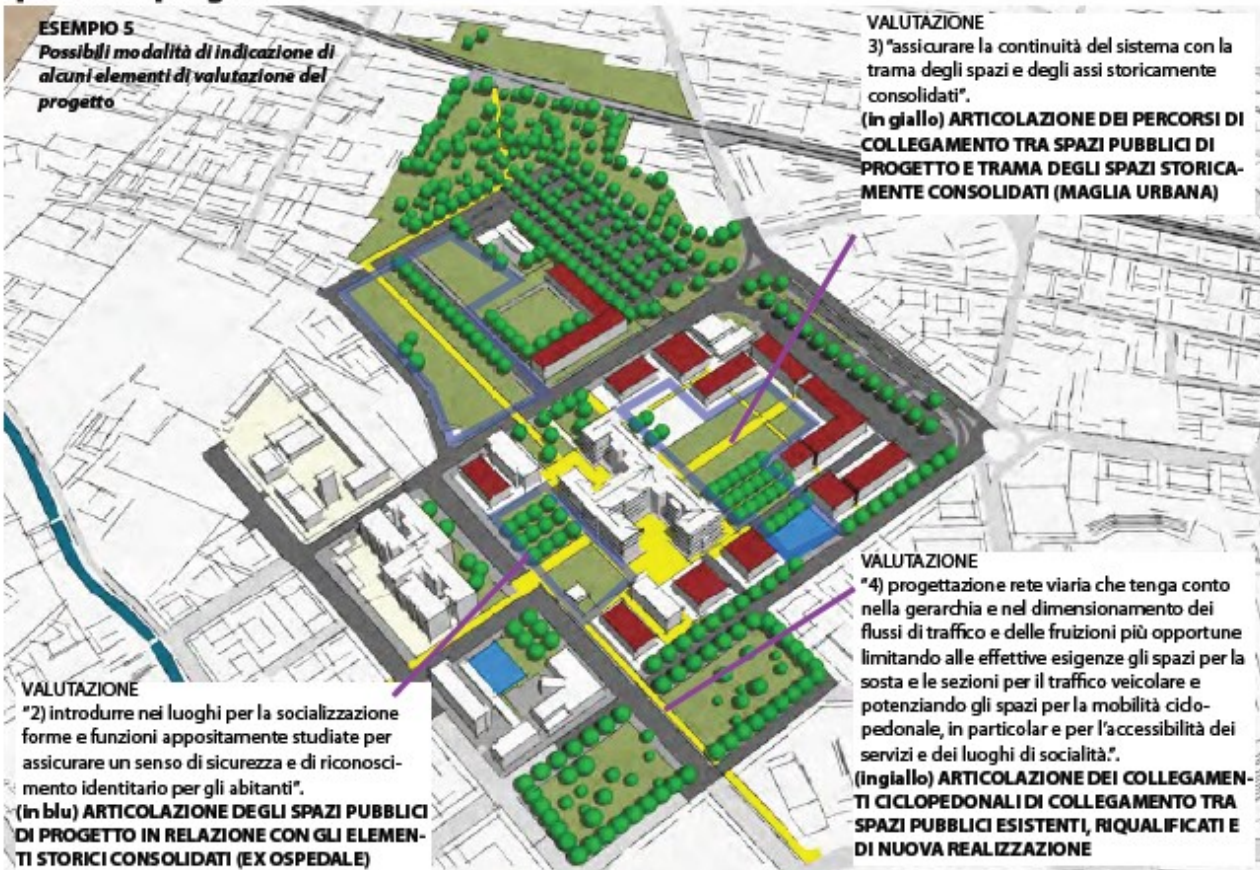 ESEMPIO 5
Possibili modalità di indicazione di
alcuni elementi di valutazione del
progetto
VALUTAZIONE
3) "assicurare la continuità del sistema con la
trama degli spazi e degli assi storicamente
consolidati".
(in giallo) ARTICOLAZIONE DEI PERCORSI DI
COLLEGAMENTO TRA SPAZI PUBBLICI DI
PROGETTO E TRAMA DEGLI SPAZI STORICA-
MENTE CONSOLIDATI (MAGLIA URBANA)
VALUTAZIONE
"2) introdurre nei luoghi per la socializzazione
forme e funzioni appositamente studiate per
assicurare un senso di sicurezza e di riconosci-
mento identitario per gli abitanti".
(in blu) ARTICOLAZIONE DEGLI SPAZI PUBBLICI
DI PROGETTO IN RELAZIONE CON GLI ELEMEN-
TI STORICI CONSOLIDATI (EX OSPEDALE)
VALUTAZIONE
"4) progettazione rete viaria che tenga conto
nella gerarchia e nel dimensionamento dei
flussi di traffico e delle fruizioni più opportune
limitando alle effettive esigenze gli spazi per la
sosta e le sezioni per il traffico veicolare e
potenziando gli spazi per la mobilità ciclo-
pedonale, in particolar e per l'accessibilità dei
servizi e dei luoghi di socialità.".
(ingiallo) ARTICOLAZIONE DEI COLLEGAMEN-
TI CICLOPEDONALI DI COLLEGAMENTO TRA
SPAZI PUBBLICI ESISTENTI, RIQUALIFICATI E
DI NUOVA REALIZZAZIONE